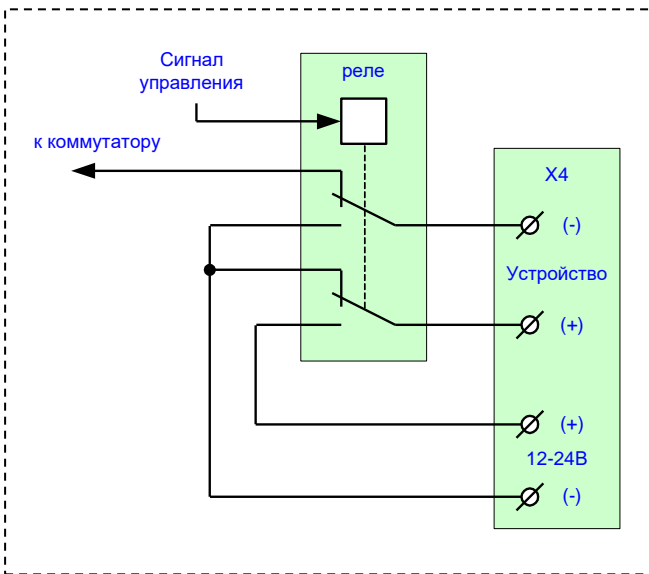 Сигнал
управления
реле
к коммутатору
X4
(-)
Устройство
(+)
(+)
12-24В
(-)